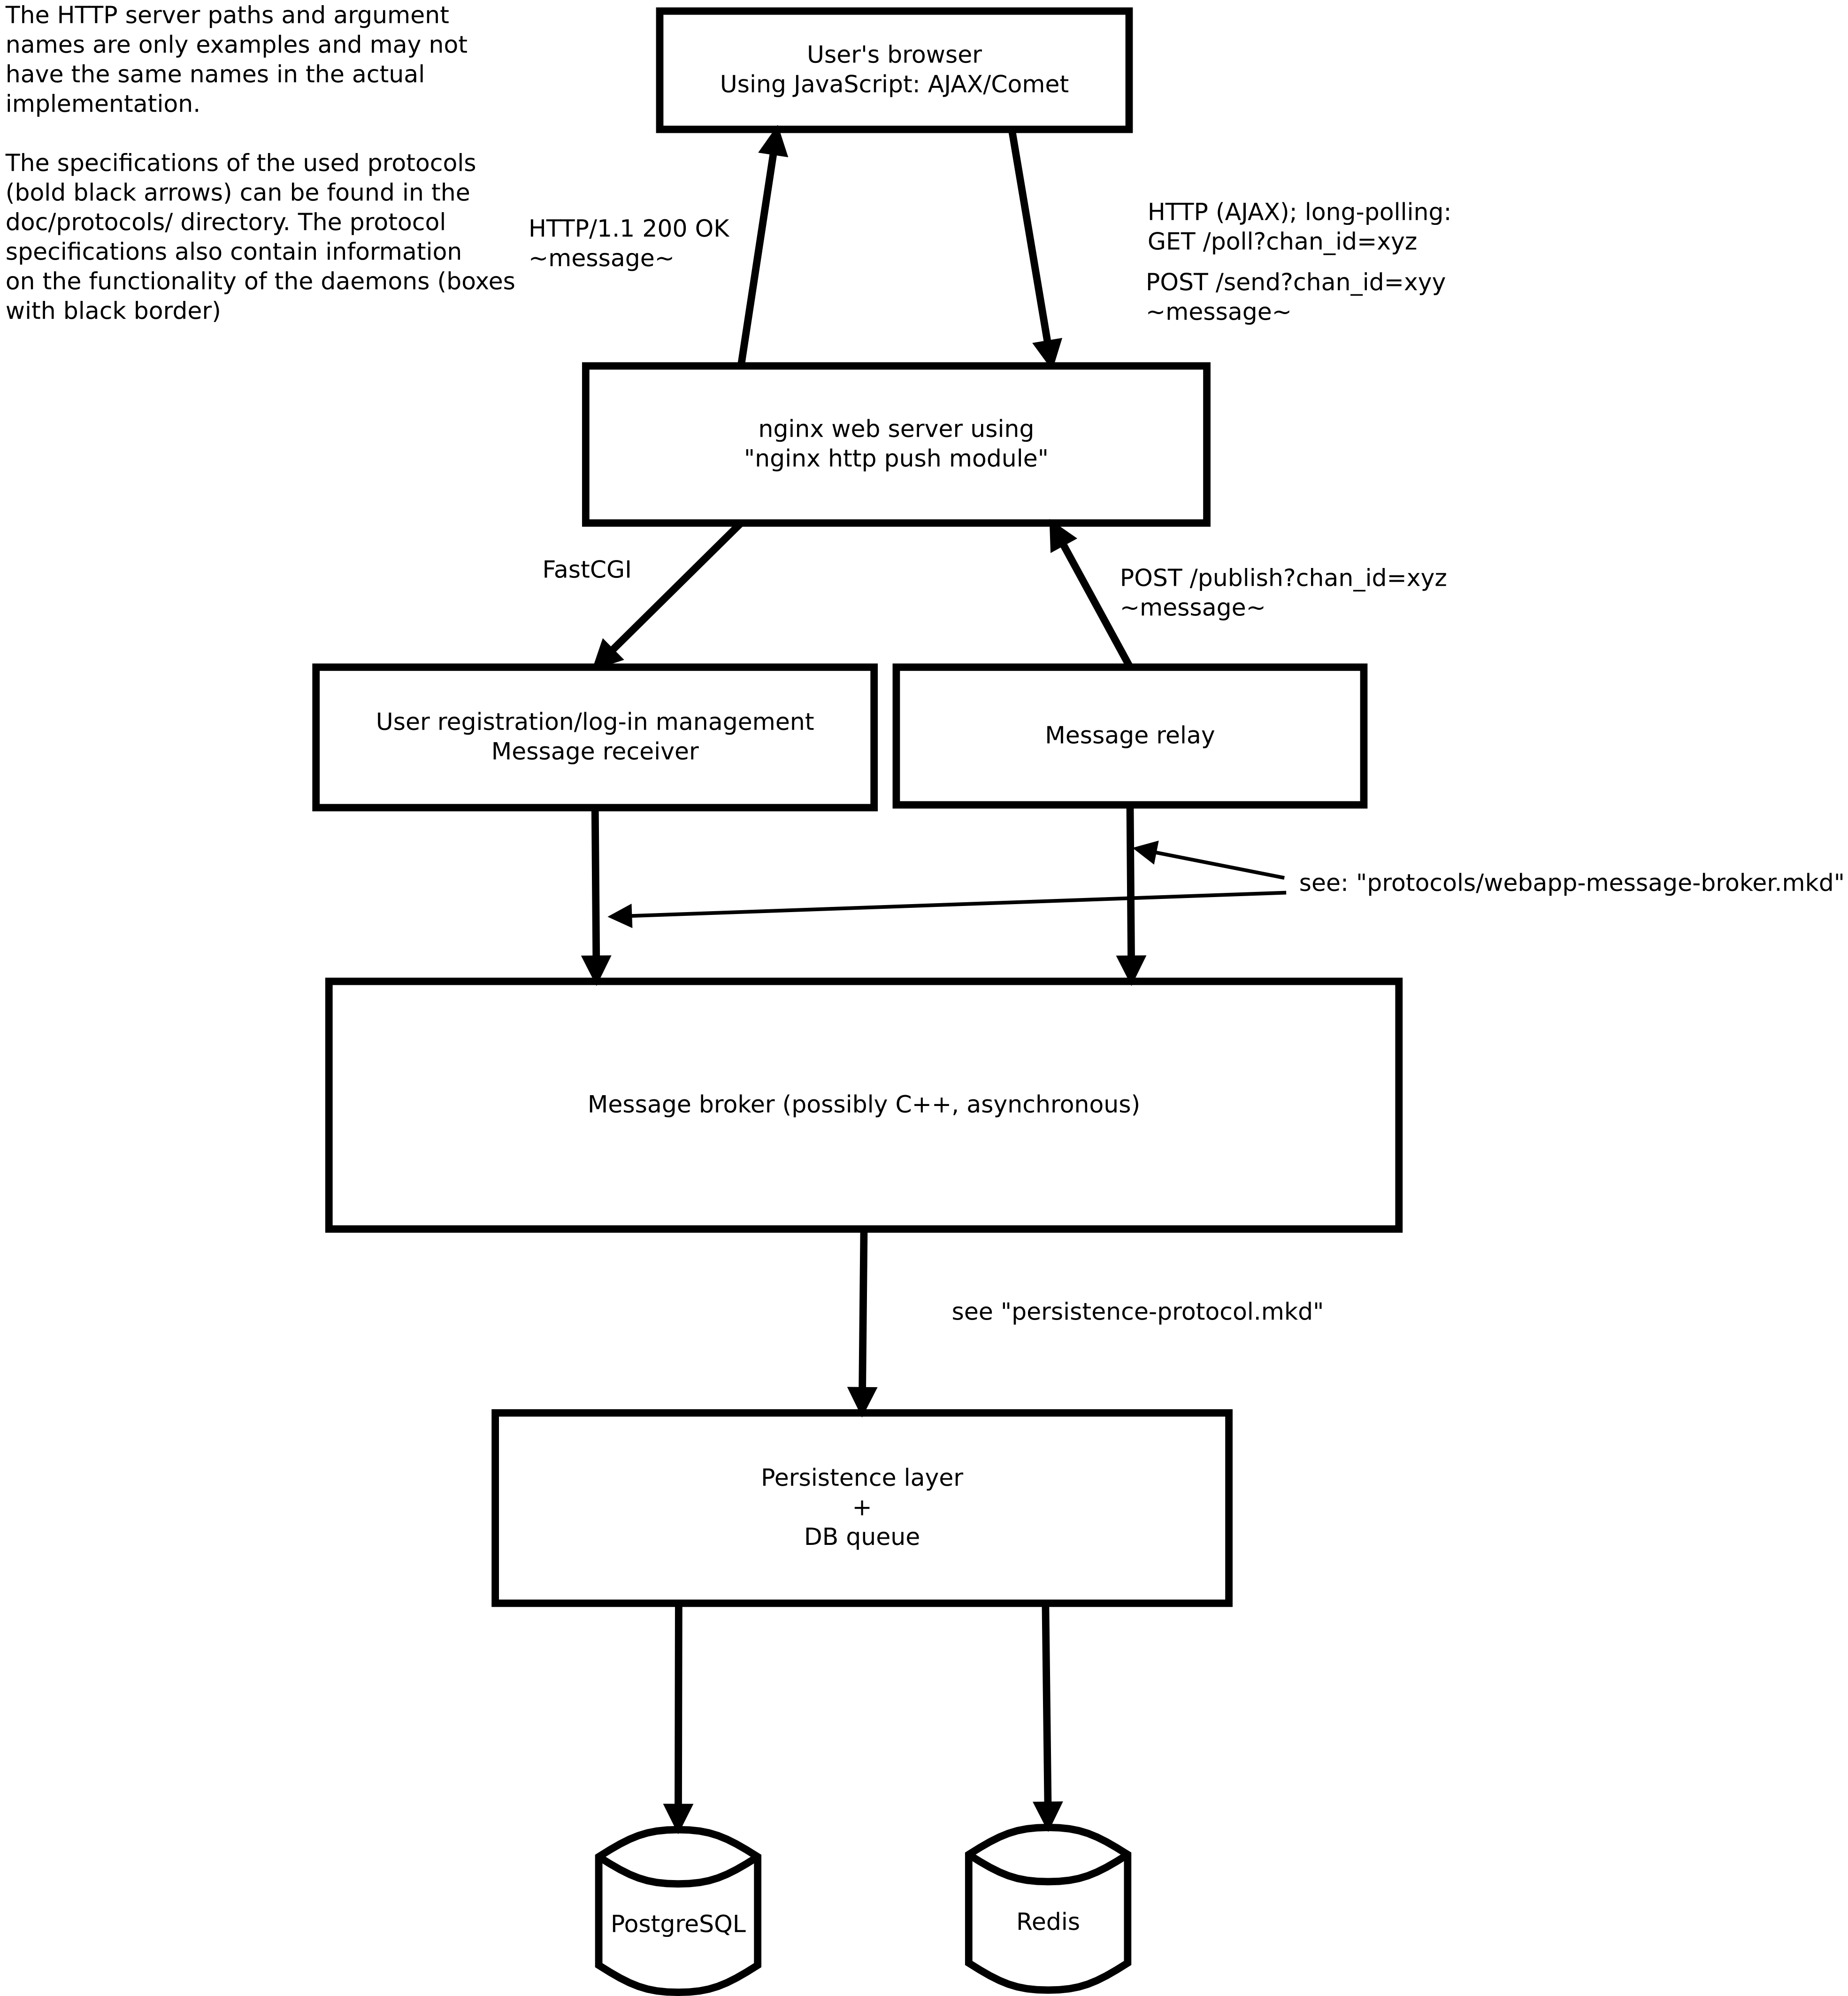 The HTTP server paths and argument
names are only examples and may not
have the same names in the actual
implementation.
The specifications of the used protocols
(bold black arrows) can be found in the
doc/protocols/ directory. The protocol
specifications also contain information
on the functionality of the daemons (boxes
with black border)
User's browser
Using JavaScript: AJAX/Comet
HTTP/1.1 200 OK
~message~
HTTP (AJAX); long-polling:
GET /poll?chan_id=xyz
POST /send?chan_id=xyy
~message~
nginx web server using
"nginx http push module"
FastCGI
POST /publish?chan_id=xyz
~message~
User registration/log-in management
Message receiver
Message relay
see: "protocols/webapp-message-broker.mkd"
Message broker (possibly C++, asynchronous)
see "persistence-protocol.mkd"
Persistence layer
+
DB queue
PostgreSQL
Redis